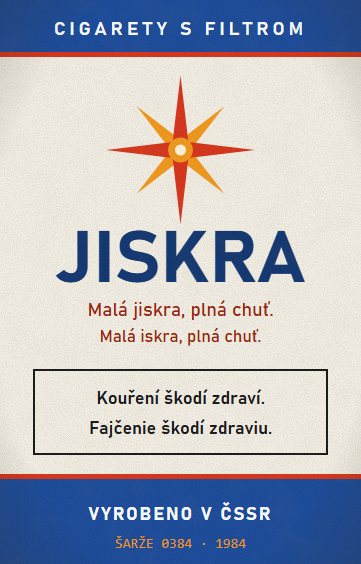 CIGARETY S FILTROM
JISKRA
Malá jiskra, plná chuť.
Malá iskra, plná chuť.
Kouření škodí zdraví.
Fajčenie škodí zdraviu.
VYROBENO V ČSSR
ŠARŽE 0384 · 1984